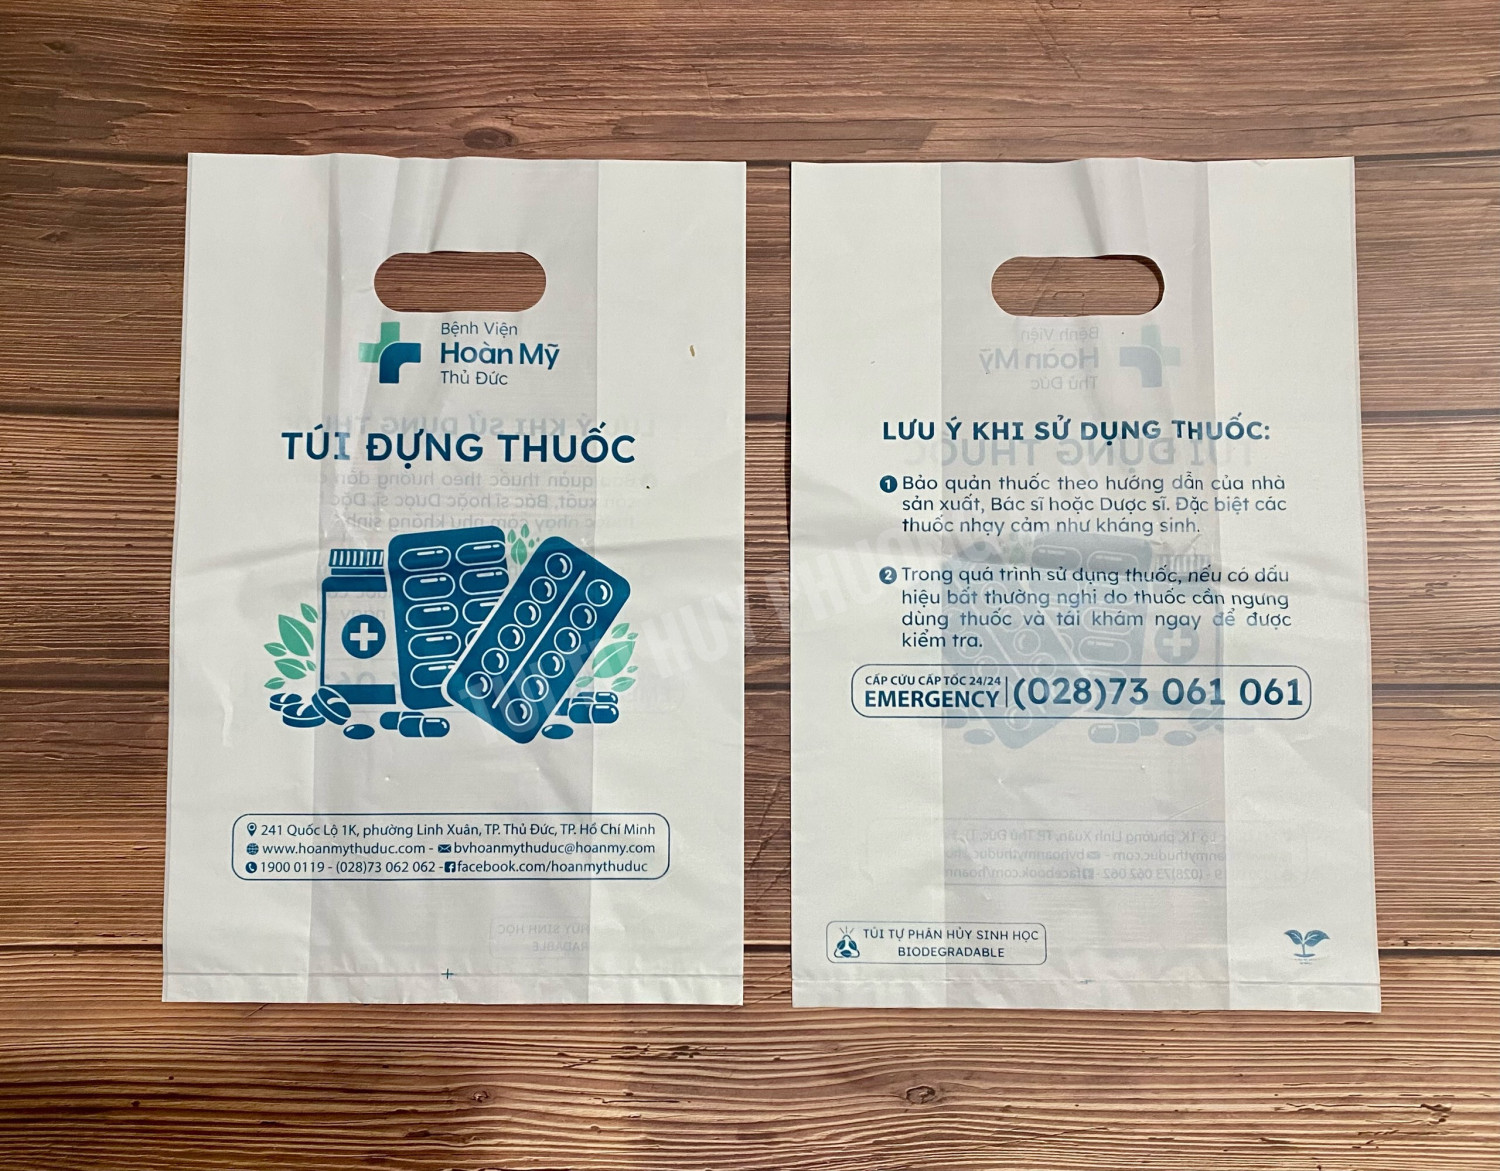 Bệnh Viện
Hoàn Mỹ
Thủ Đức
TÚI ĐỰNG THUỐC
241 Quốc Lộ 1K, phường Linh Xuân, TP. Thủ Đức, TP. Hồ Chí Minh
www.hoanmythuduc.com - bvhoanmythuduc@hoanmy.com
1900 0119 - (028)73 062 062 - facebook.com/hoanmythuduc
LƯU Ý KHI SỬ DỤNG THUỐC:
1 Bảo quản thuốc theo hướng dẫn của nhà
sản xuất, Bác sĩ hoặc Dược sĩ. Đặc biệt các
thuốc nhạy cảm như kháng sinh.
2 Trong quá trình sử dụng thuốc, nếu có dấu
hiệu bất thường nghi do thuốc cần ngưng
dùng thuốc và tái khám ngay để được
kiểm tra.
CẤP CỨU CẤP TỐC 24/24
EMERGENCY (028)73 061 061
TÚI TỰ PHÂN HỦY SINH HỌC
BIODEGRADABLE
HUY PHƯƠNG